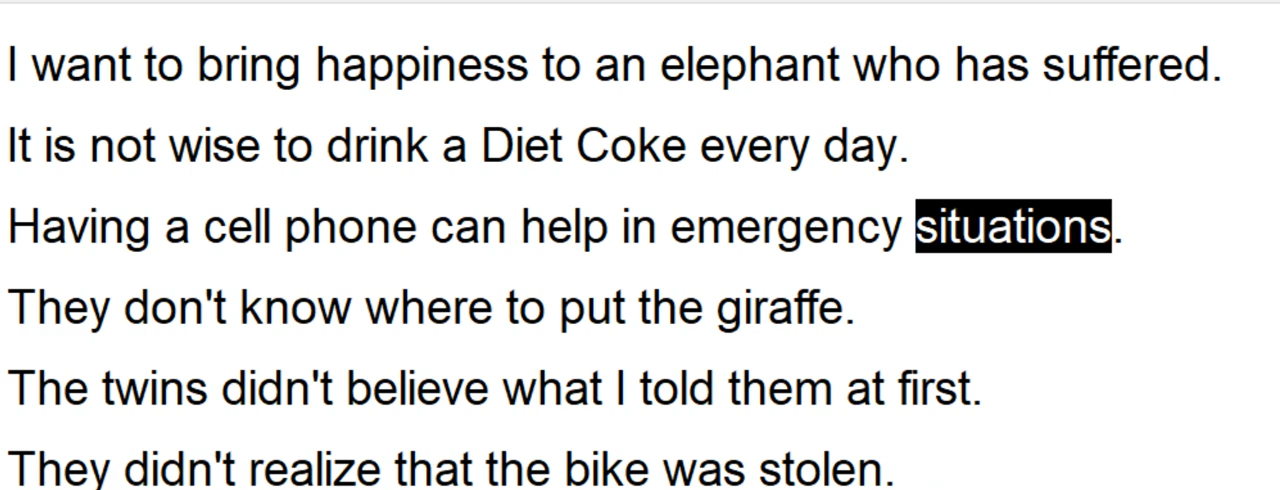 I want to bring happiness to an elephant who has suffered.
It is not wise to drink a Diet Coke every day.
Having a cell phone can help in emergency situations.
They don't know where to put the giraffe.
The twins didn't believe what I told them at first.
They didn't realize that the bike was stolen.